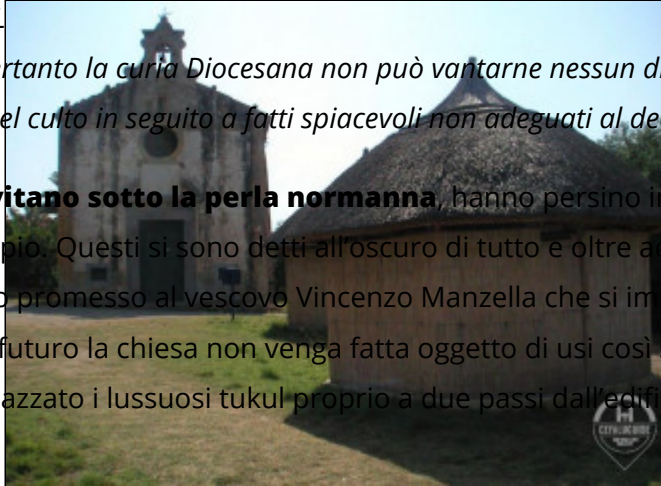 ertanto la curia Diocesana non può vantarne nessun di
el culto in seguito a fatti spiacevoli non adeguati al de
vitano sotto la perla normanna, hanno persino i
pio. Questi si sono detti all'oscuro di tutto e oltre a
o promesso al vescovo Vincenzo Manzella che si im
futuro la chiesa non venga fatta oggetto di usi così
azzato i lussuosi tukul proprio a due passi dall'edifi